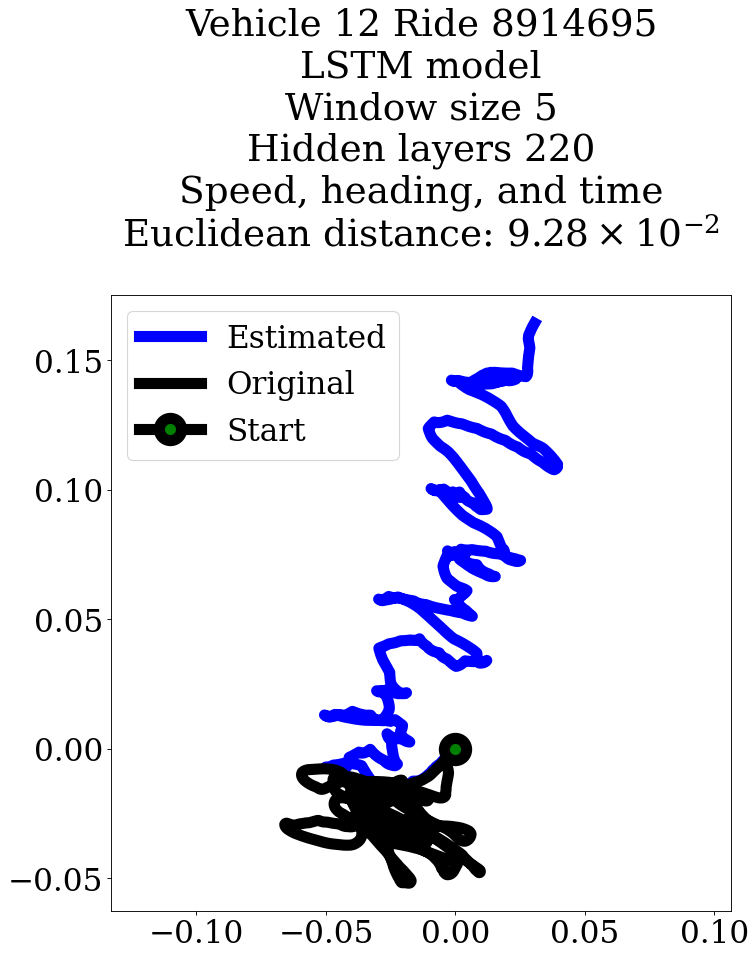 Vehicle 12 Ride 8914695
LSTM model
Window size 5
Hidden layers 220
Speed, heading, and time
Euclidean distance: 9.28 × 10⁻²
Estimated
Original
Start
0.15
0.10
0.05
0.00
−0.05
−0.10 −0.05 0.00 0.05 0.10